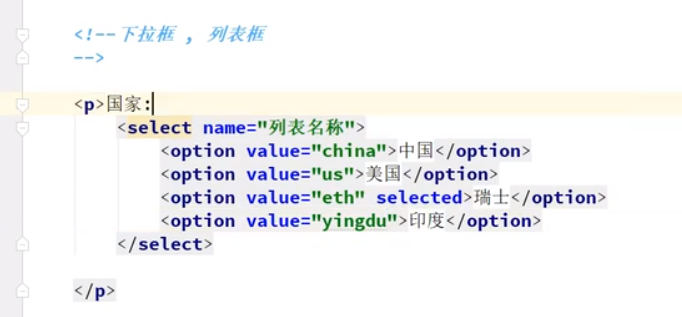 <!--下拉框 , 列表框
-->
<p>国家:
<select name="列表名称">
<option value="china">中国</option>
<option value="us">美国</option>
<option value="eth" selected>瑞士</option>
<option value="yingdu">印度</option>
</select>
</p>